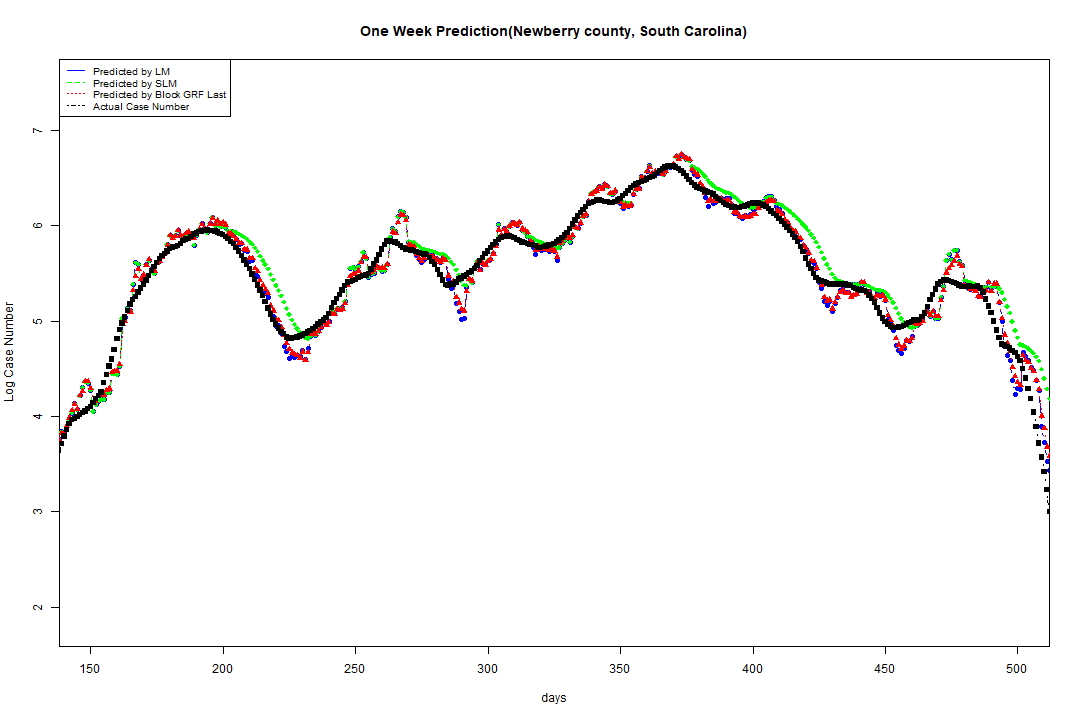 One Week Prediction(Newberry county, South Carolina)
Predicted by LM
Predicted by SLM
Predicted by Block GRF Last
Actual Case Number
Log Case Number
7
6
5
4
3
2
150 200 250 300 350 400 450 500
days